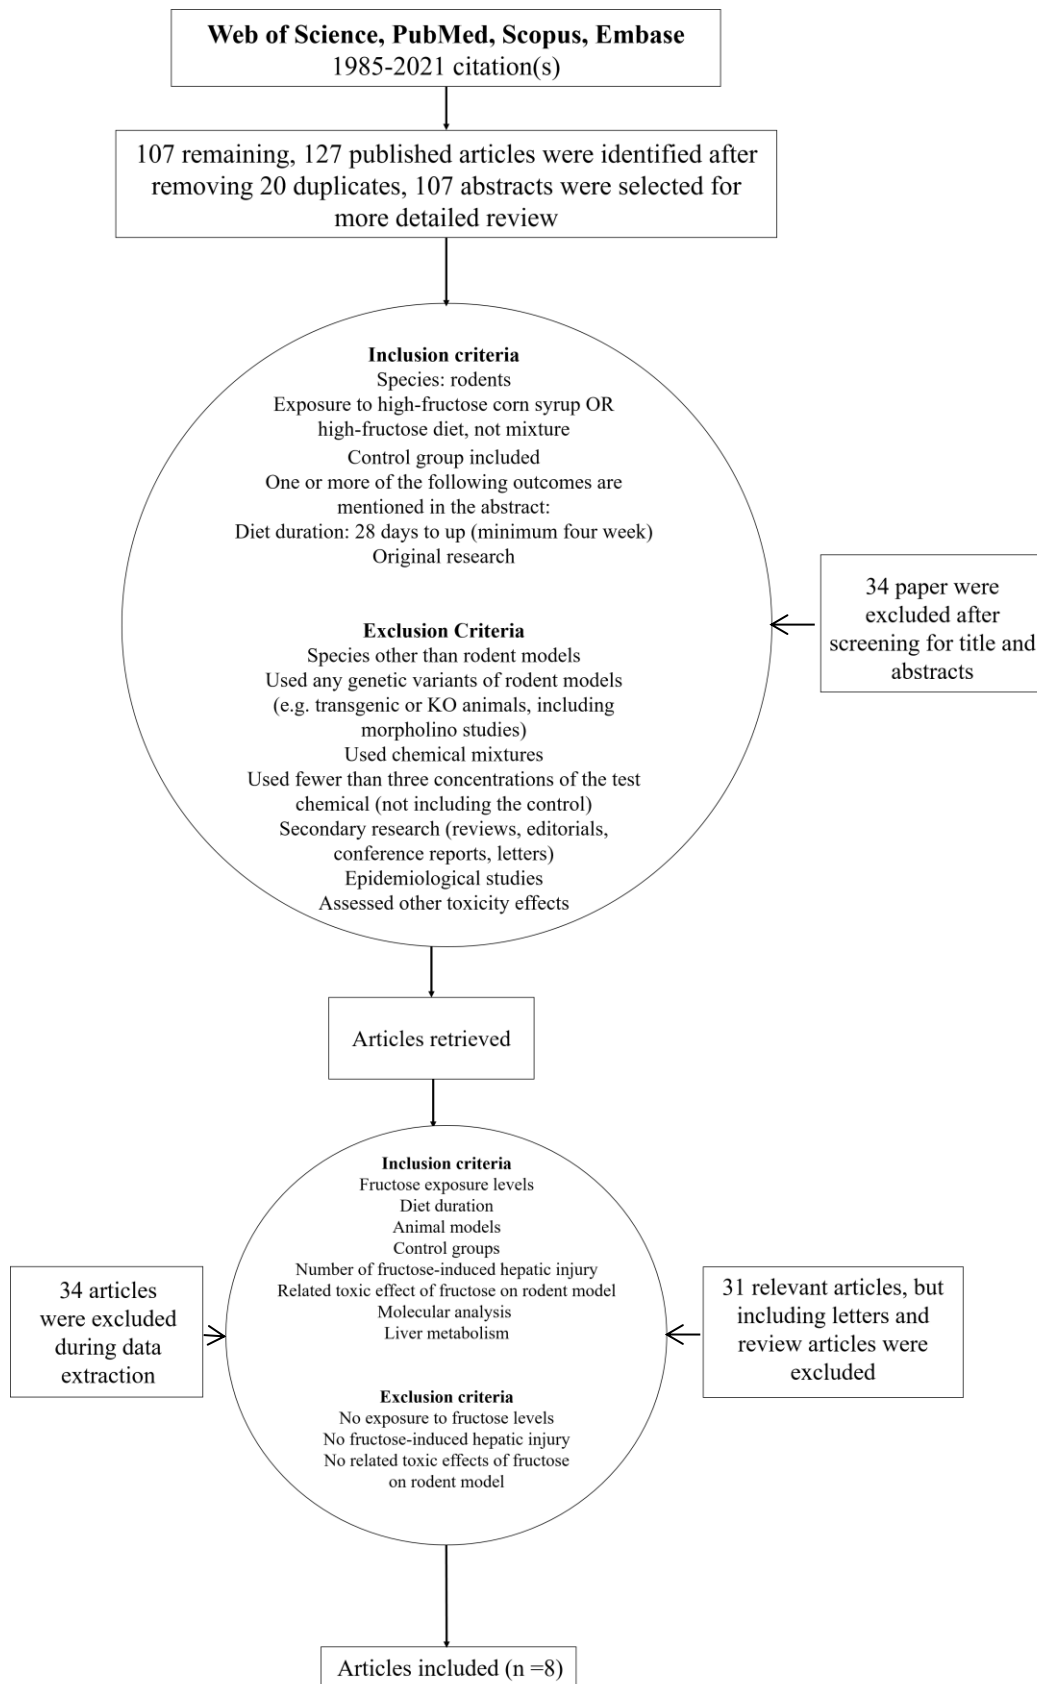 Web of Science, PubMed, Scopus, Embase
1985-2021 citation(s)
107 remaining, 127 published articles were identified after
removing 20 duplicates, 107 abstracts were selected for
more detailed review
Inclusion criteria
Species: rodents
Exposure to high-fructose corn syrup OR
high-fructose diet, not mixture
Control group included
One or more of the following outcomes are
mentioned in the abstract:
Diet duration: 28 days to up (minimum four week)
Original research
Exclusion Criteria
Species other than rodent models
Used any genetic variants of rodent models
(e.g. transgenic or KO animals, including
morpholino studies)
Used chemical mixtures
Used fewer than three concentrations of the test
chemical (not including the control)
Secondary research (reviews, editorials,
conference reports, letters)
Epidemiological studies
Assessed other toxicity effects
34 paper were
excluded after
screening for title and
abstracts
Articles retrieved
Inclusion criteria
Fructose exposure levels
Diet duration
Animal models
Control groups
Number of fructose-induced hepatic injury
Related toxic effect of fructose on rodent model
Molecular analysis
Liver metabolism
Exclusion criteria
No exposure to fructose levels
No fructose-induced hepatic injury
No related toxic effects of fructose
on rodent model
34 articles
were excluded
during data
extraction
31 relevant articles, but
including letters and
review articles were
excluded
Articles included (n =8)